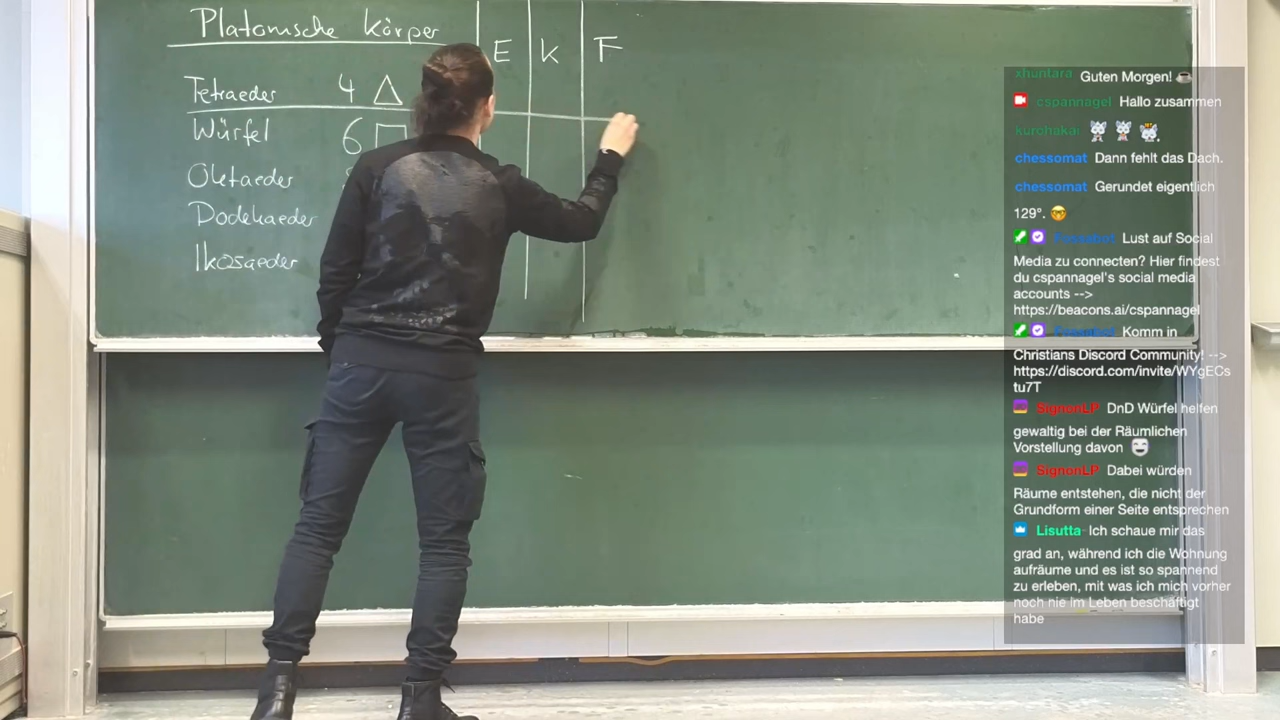 Platonische Körper
E K F
Tetraeder 4
Würfel 6
Oktaeder
Dodekaeder
Ikosaeder
xhuntara Guten Morgen!
cspannagel Hallo zusammen
kurohakai
chessomat Dann fehlt das Dach.
chessomat Gerundet eigentlich
129°.
Fossabot Lust auf Social
Media zu connecten? Hier findest
du cspannagel's social media
accounts -->
https://beacons.ai/cspannagel
Fossabot Komm in
Christians Discord Community! -->
https://discord.com/invite/WYgECs
tu7T
SignonLP DnD Würfel helfen
gewaltig bei der Räumlichen
Vorstellung davon
SignonLP Dabei würden
Räume entstehen, die nicht der
Grundform einer Seite entsprechen
Lisutta Ich schaue mir das
grad an, während ich die Wohnung
aufräume und es ist so spannend
zu erleben, mit was ich mich vorher
noch nie im Leben beschäftigt
habe